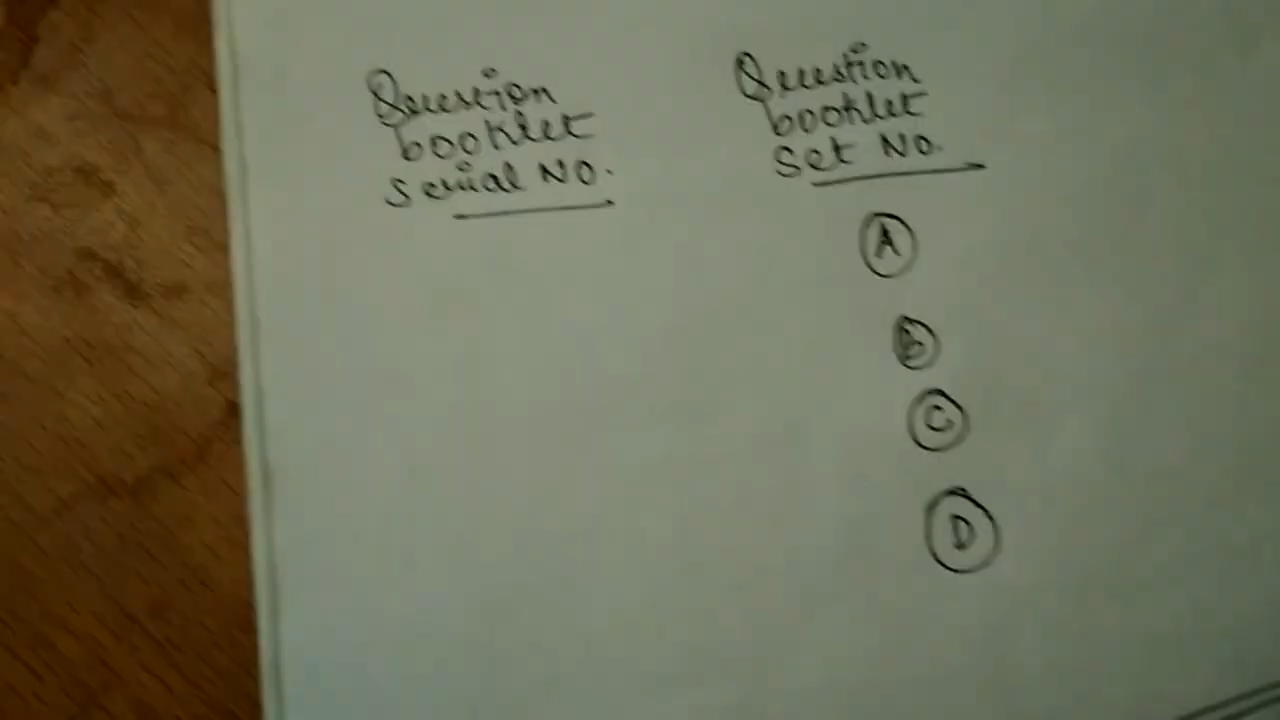 Question
booklet
Serial No.
Question
booklet
Set No.
A
B
C
D